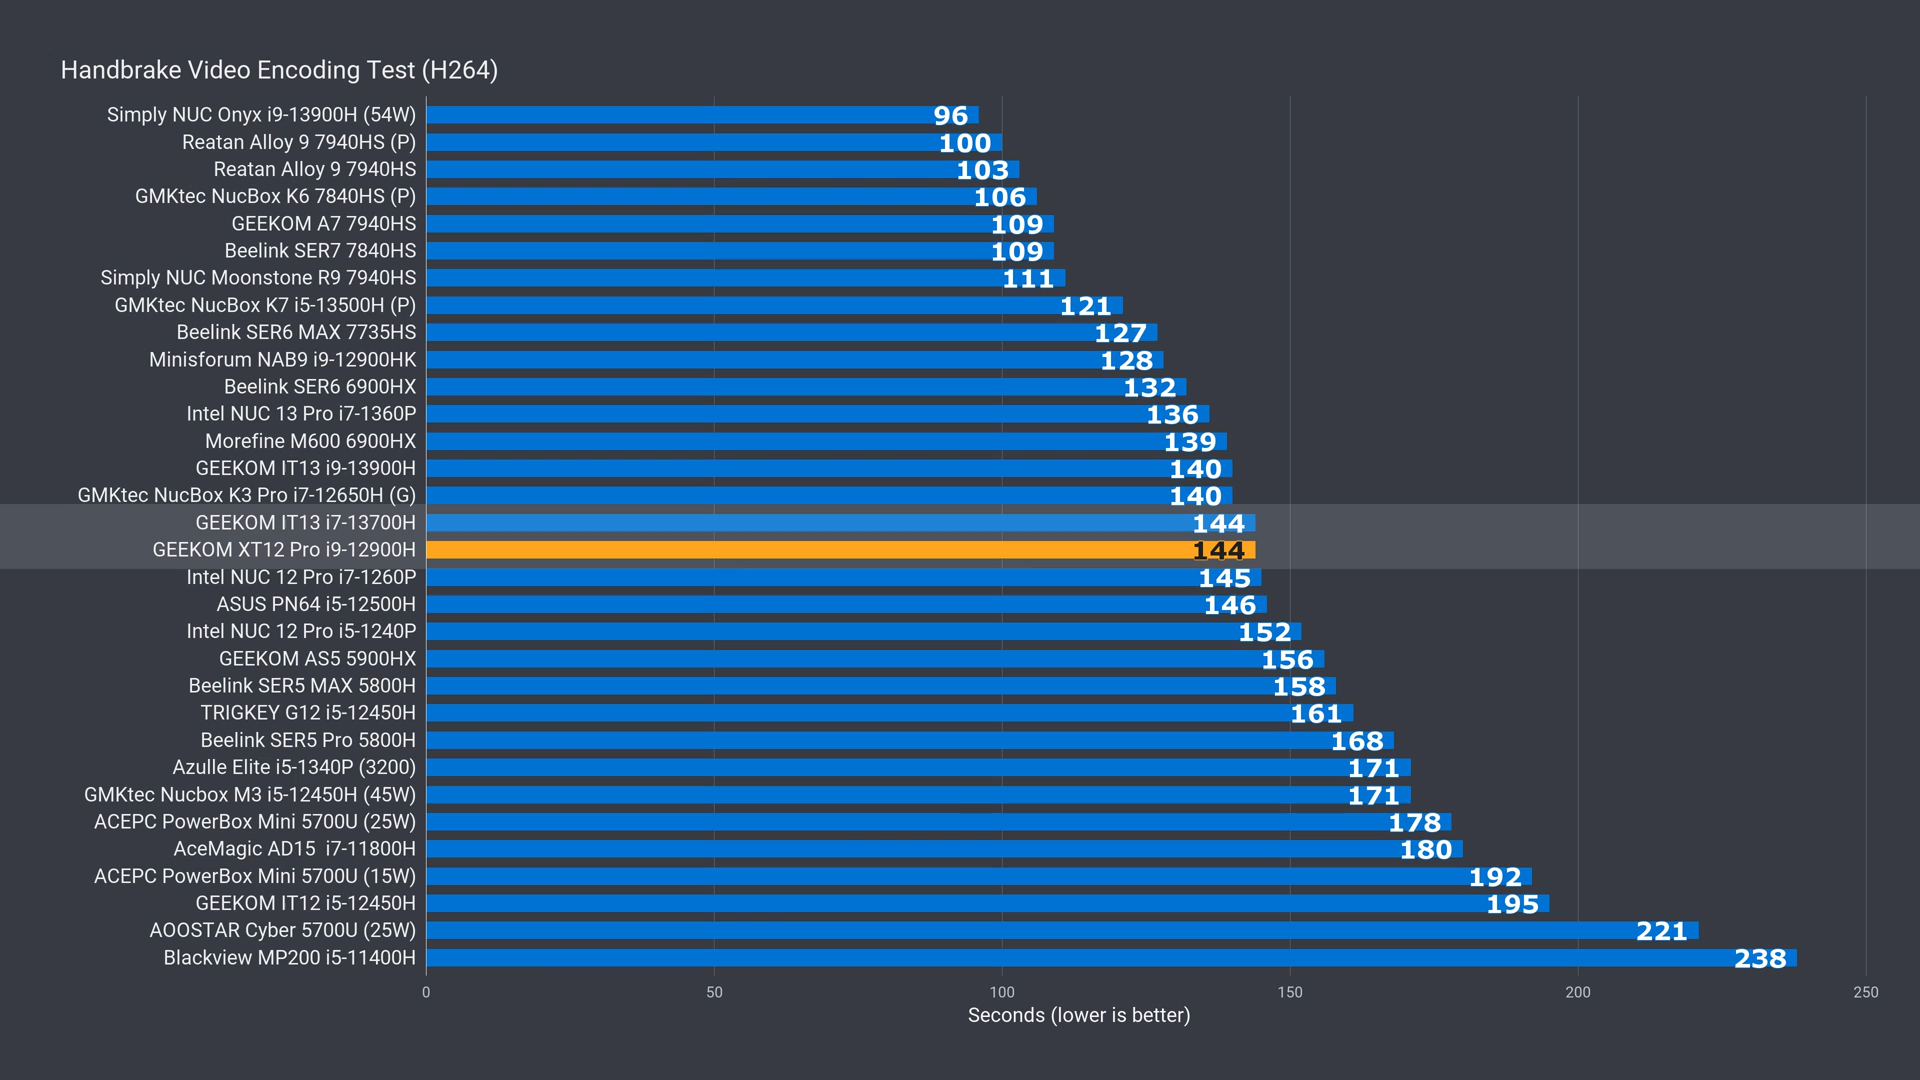 Handbrake Video Encoding Test (H264)
Simply NUC Onyx i9-13900H (54W) 96
Reatan Alloy 9 7940HS (P) 100
Reatan Alloy 9 7940HS 103
GMKtec NucBox K6 7840HS (P) 106
GEEKOM A7 7940HS 109
Beelink SER7 7840HS 109
Simply NUC Moonstone R9 7940HS 111
GMKtec NucBox K7 i5-13500H (P) 121
Beelink SER6 MAX 7735HS 127
Minisforum NAB9 i9-12900HK 128
Beelink SER6 6900HX 132
Intel NUC 13 Pro i7-1360P 136
Morefine M600 6900HX 139
GEEKOM IT13 i9-13900H 140
GMKtec NucBox K3 Pro i7-12650H (G) 140
GEEKOM IT13 i7-13700H 144
GEEKOM XT12 Pro i9-12900H 144
Intel NUC 12 Pro i7-1260P 145
ASUS PN64 i5-12500H 146
Intel NUC 12 Pro i5-1240P 152
GEEKOM AS5 5900HX 156
Beelink SER5 MAX 5800H 158
TRIGKEY G12 i5-12450H 161
Beelink SER5 Pro 5800H 168
Azulle Elite i5-1340P (3200) 171
GMKtec Nucbox M3 i5-12450H (45W) 171
ACEPC PowerBox Mini 5700U (25W) 178
AceMagic AD15 i7-11800H 180
ACEPC PowerBox Mini 5700U (15W) 192
GEEKOM IT12 i5-12450H 195
AOOSTAR Cyber 5700U (25W) 221
Blackview MP200 i5-11400H 238
0 50 100 150 200 250
Seconds (lower is better)